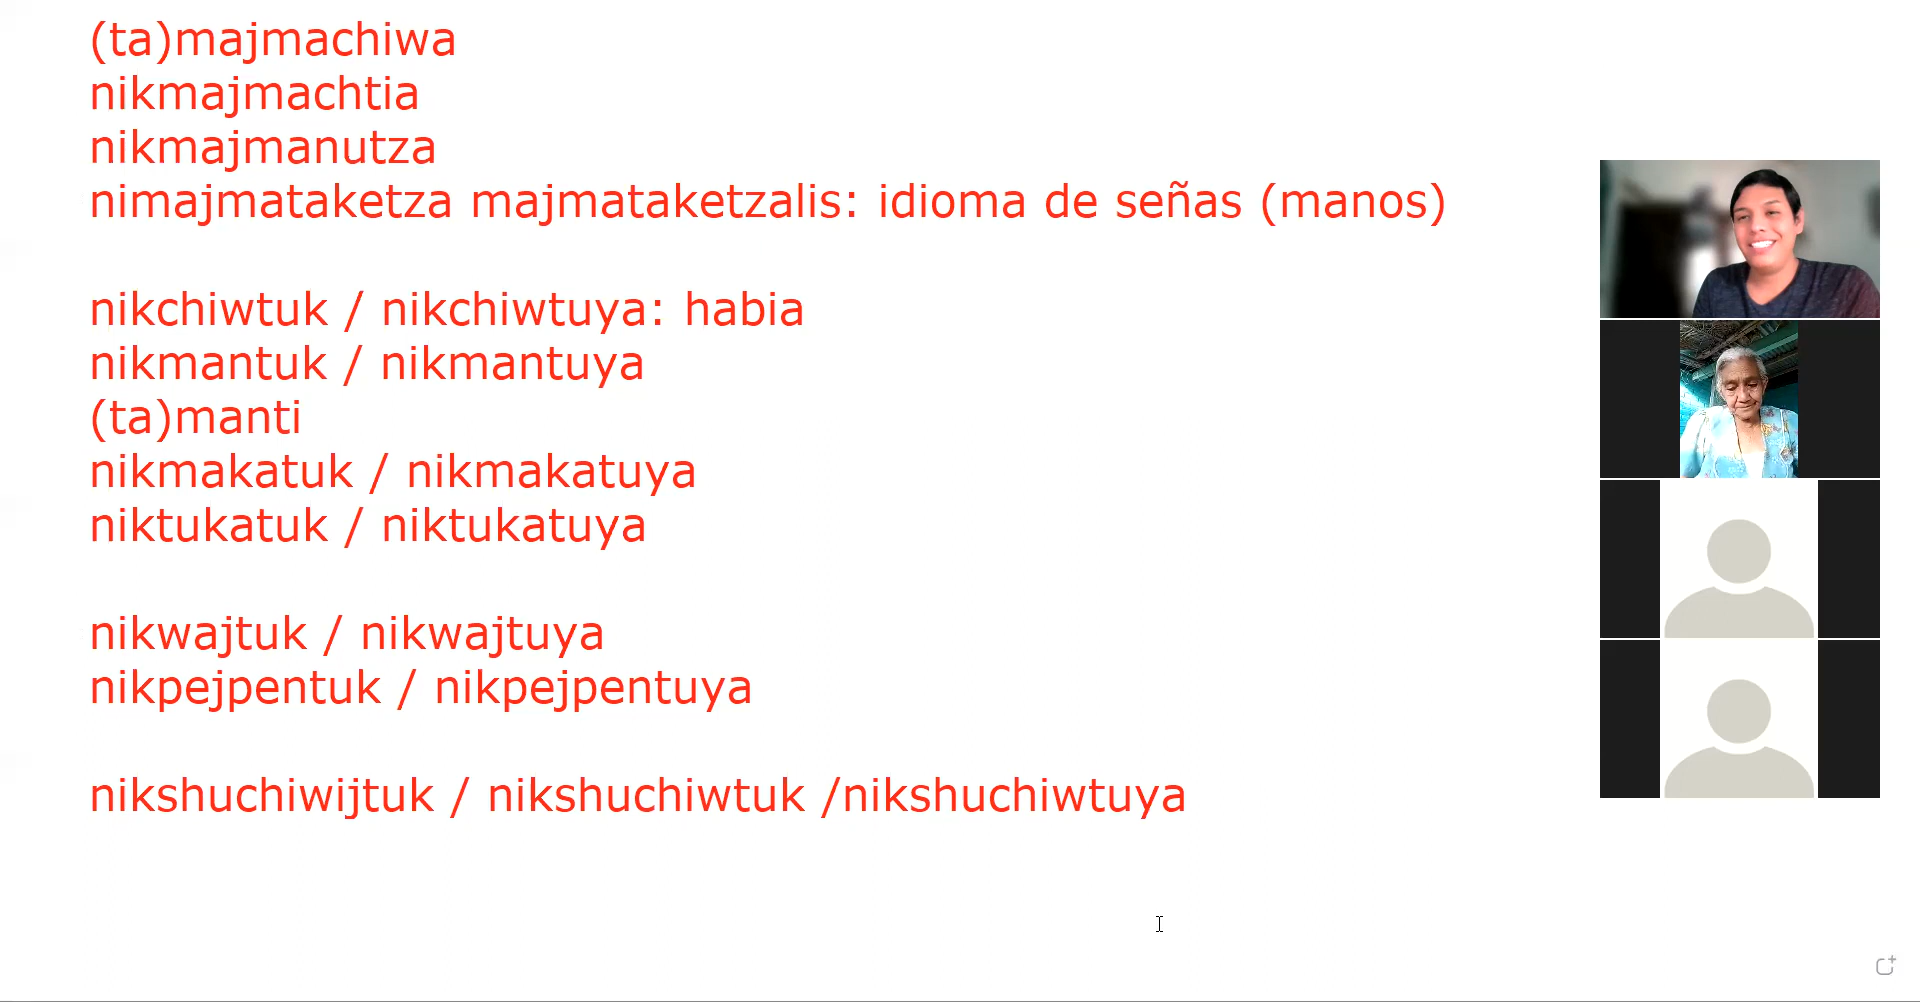 (ta)majmachiwa
nikmajmachtia
nikmajmanutza
nimajmataketza majmataketzalis: idioma de señas (manos)
nikchiwtuk / nikchiwtuya: habia
nikmantuk / nikmantuya
(ta)manti
nikmakatuk / nikmakatuya
niktukatuk / niktukatuya
nikwajtuk / nikwajtuya
nikpejpentuk / nikpejpentuya
nikshuchiwijtuk / nikshuchiwtuk /nikshuchiwtuya